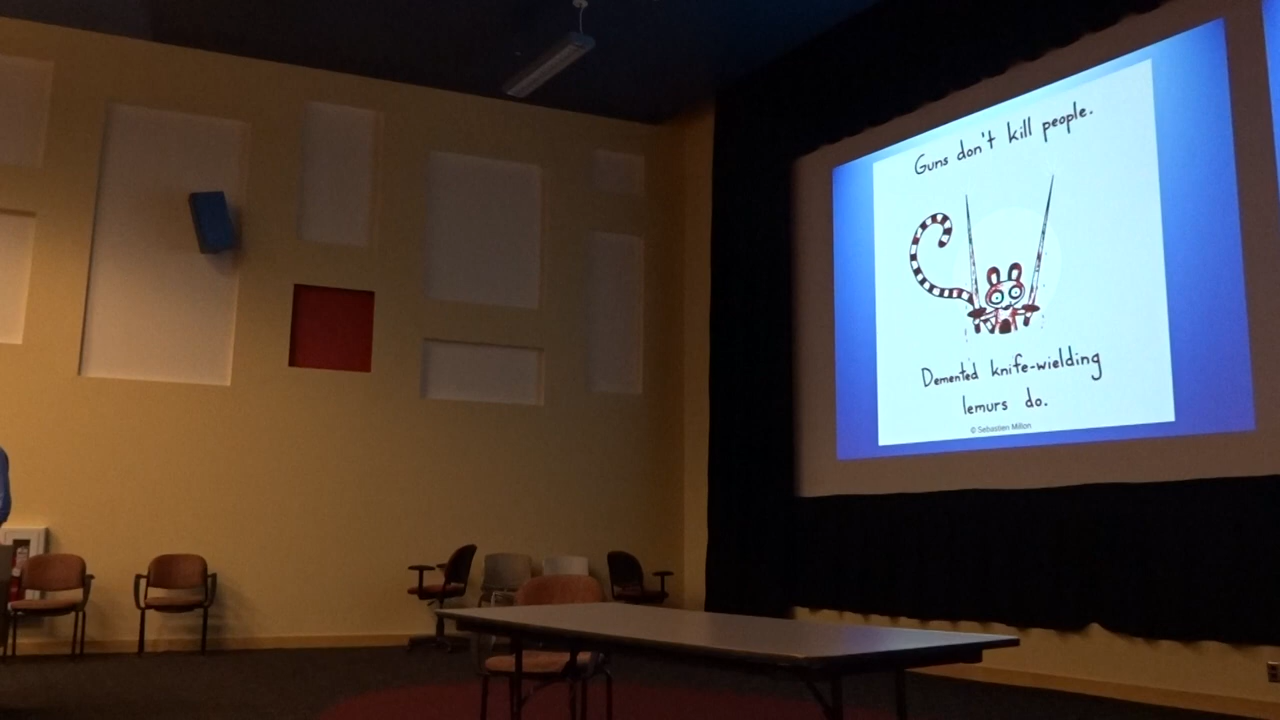 Guns don't kill people.
Demented knife-wielding
lemurs do.
© Sebastien Millon